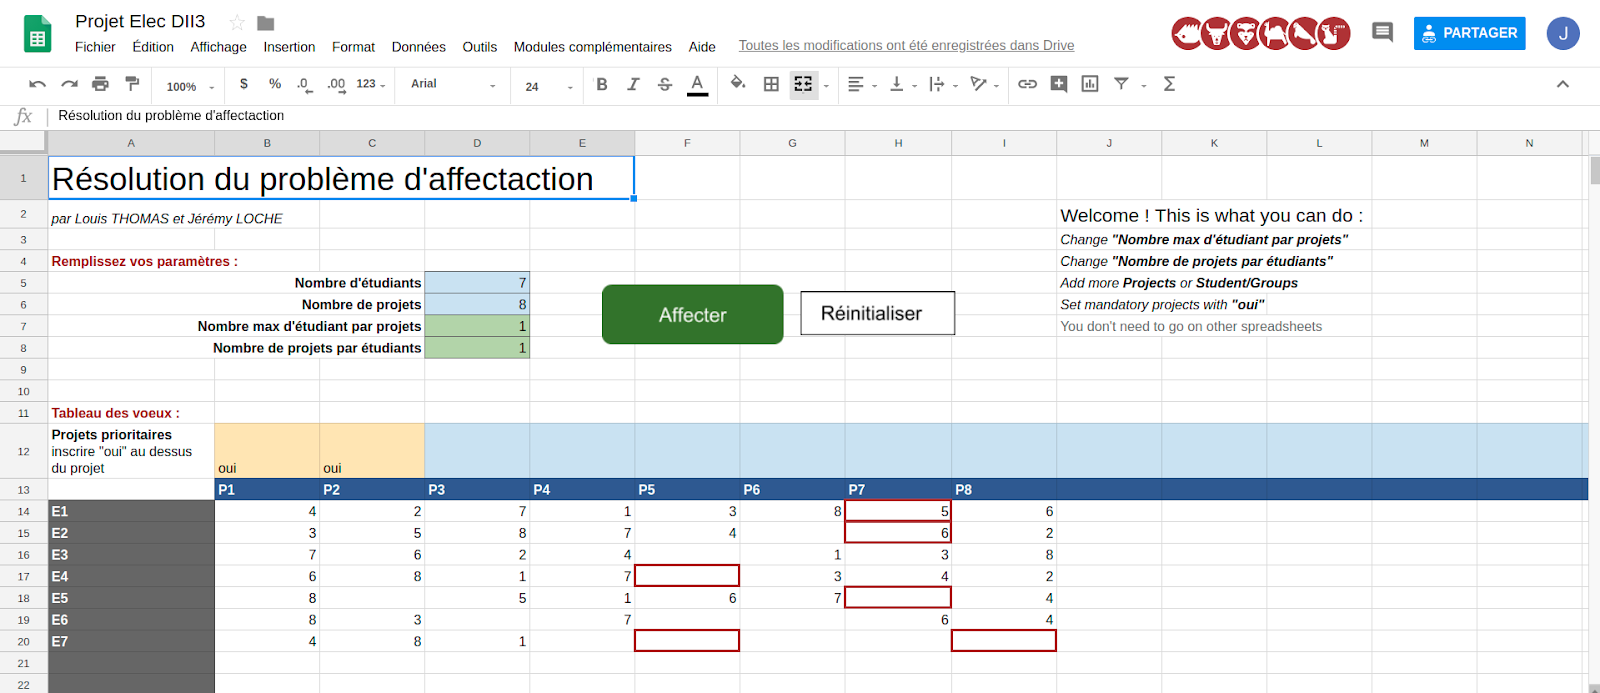 Projet Elec DII3
Fichier Édition Affichage Insertion Format Données Outils Modules complémentaires Aide Toutes les modifications ont été enregistrées dans Drive
PARTAGER
J
100% $ % .0 .00 123 Arial 24 B I S A Σ
fx Résolution du problème d'affectaction
A B C D E F G H I J K L M N
1 Résolution du problème d'affectaction
2 par Louis THOMAS et Jérémy LOCHE Welcome ! This is what you can do :
3 Change "Nombre max d'étudiant par projets"
4 Remplissez vos paramètres : Change "Nombre de projets par étudiants"
5 Nombre d'étudiants 7 Add more Projects or Student/Groups
6 Nombre de projets 8 Set mandatory projects with "oui"
7 Nombre max d'étudiant par projets 1 You don't need to go on other spreadsheets
8 Nombre de projets par étudiants 1
Affecter Réinitialiser
9
10
11 Tableau des voeux :
12 Projets prioritaires
inscrire "oui" au dessus
du projet oui oui
13 P1 P2 P3 P4 P5 P6 P7 P8
14 E1 4 2 7 1 3 8 5 6
15 E2 3 5 8 7 4 6 2
16 E3 7 6 2 4 1 3 8
17 E4 6 8 1 7 3 4 2
18 E5 8 5 1 6 7 4
19 E6 8 3 7 6 4
20 E7 4 8 1
21
22